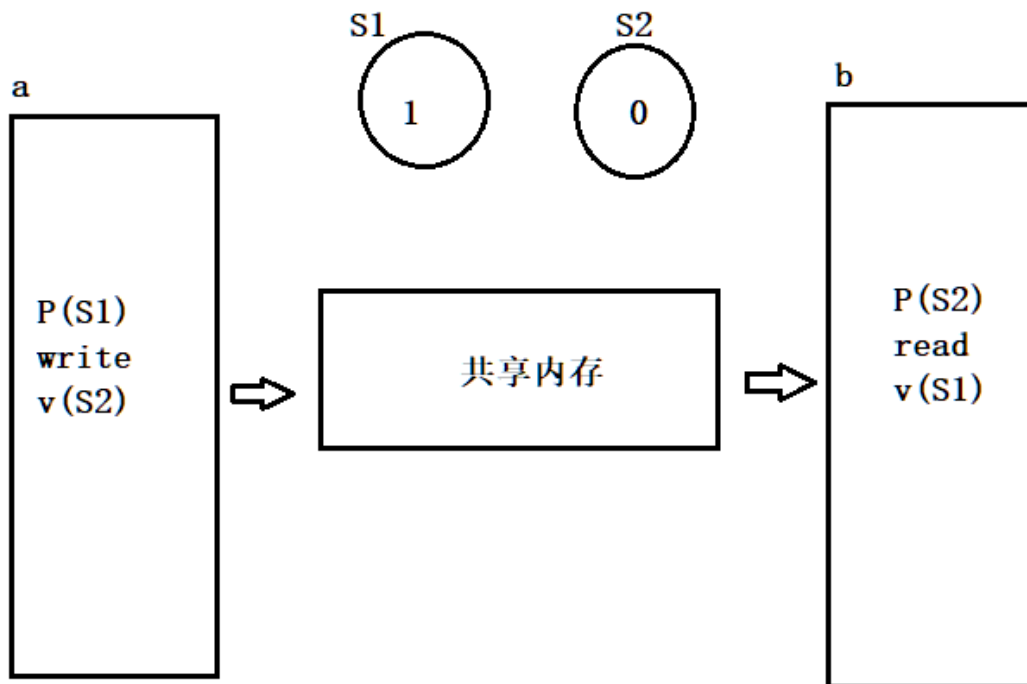 S1
S2
a
b
1
0
P(S1)
write
v(S2)
共享内存
P(S2)
read
v(S1)